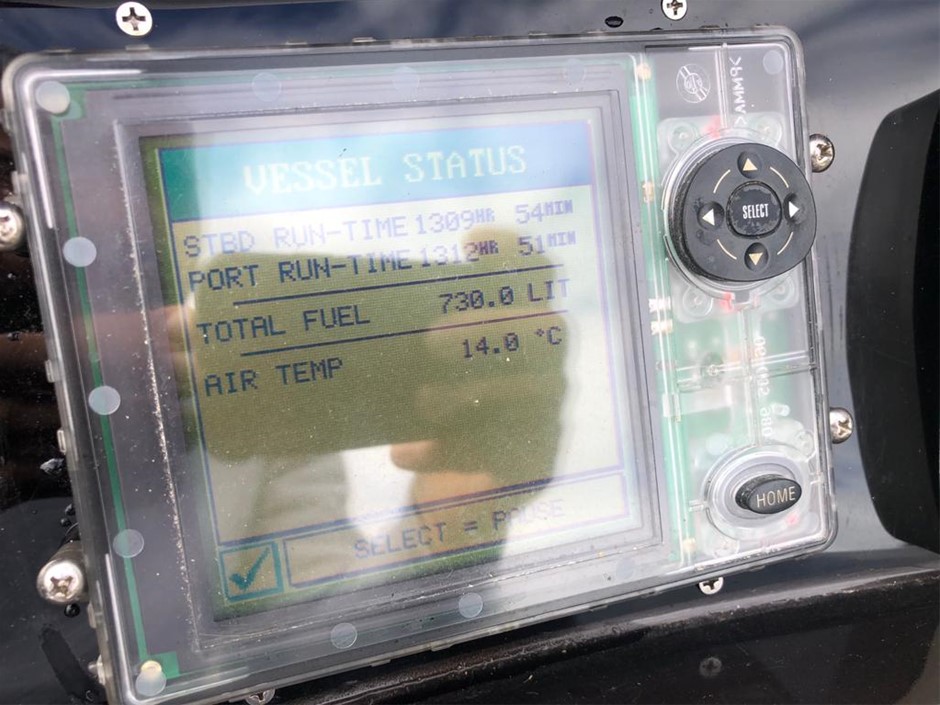 VESSEL STATUS
STBD RUN-TIME 1309HR 54MIN
PORT RUN-TIME 1312HR 51MIN
TOTAL FUEL 730.0 LIT
AIR TEMP 14.0 °C
SELECT = PAUSE
>PMMA<
SELECT
HOME